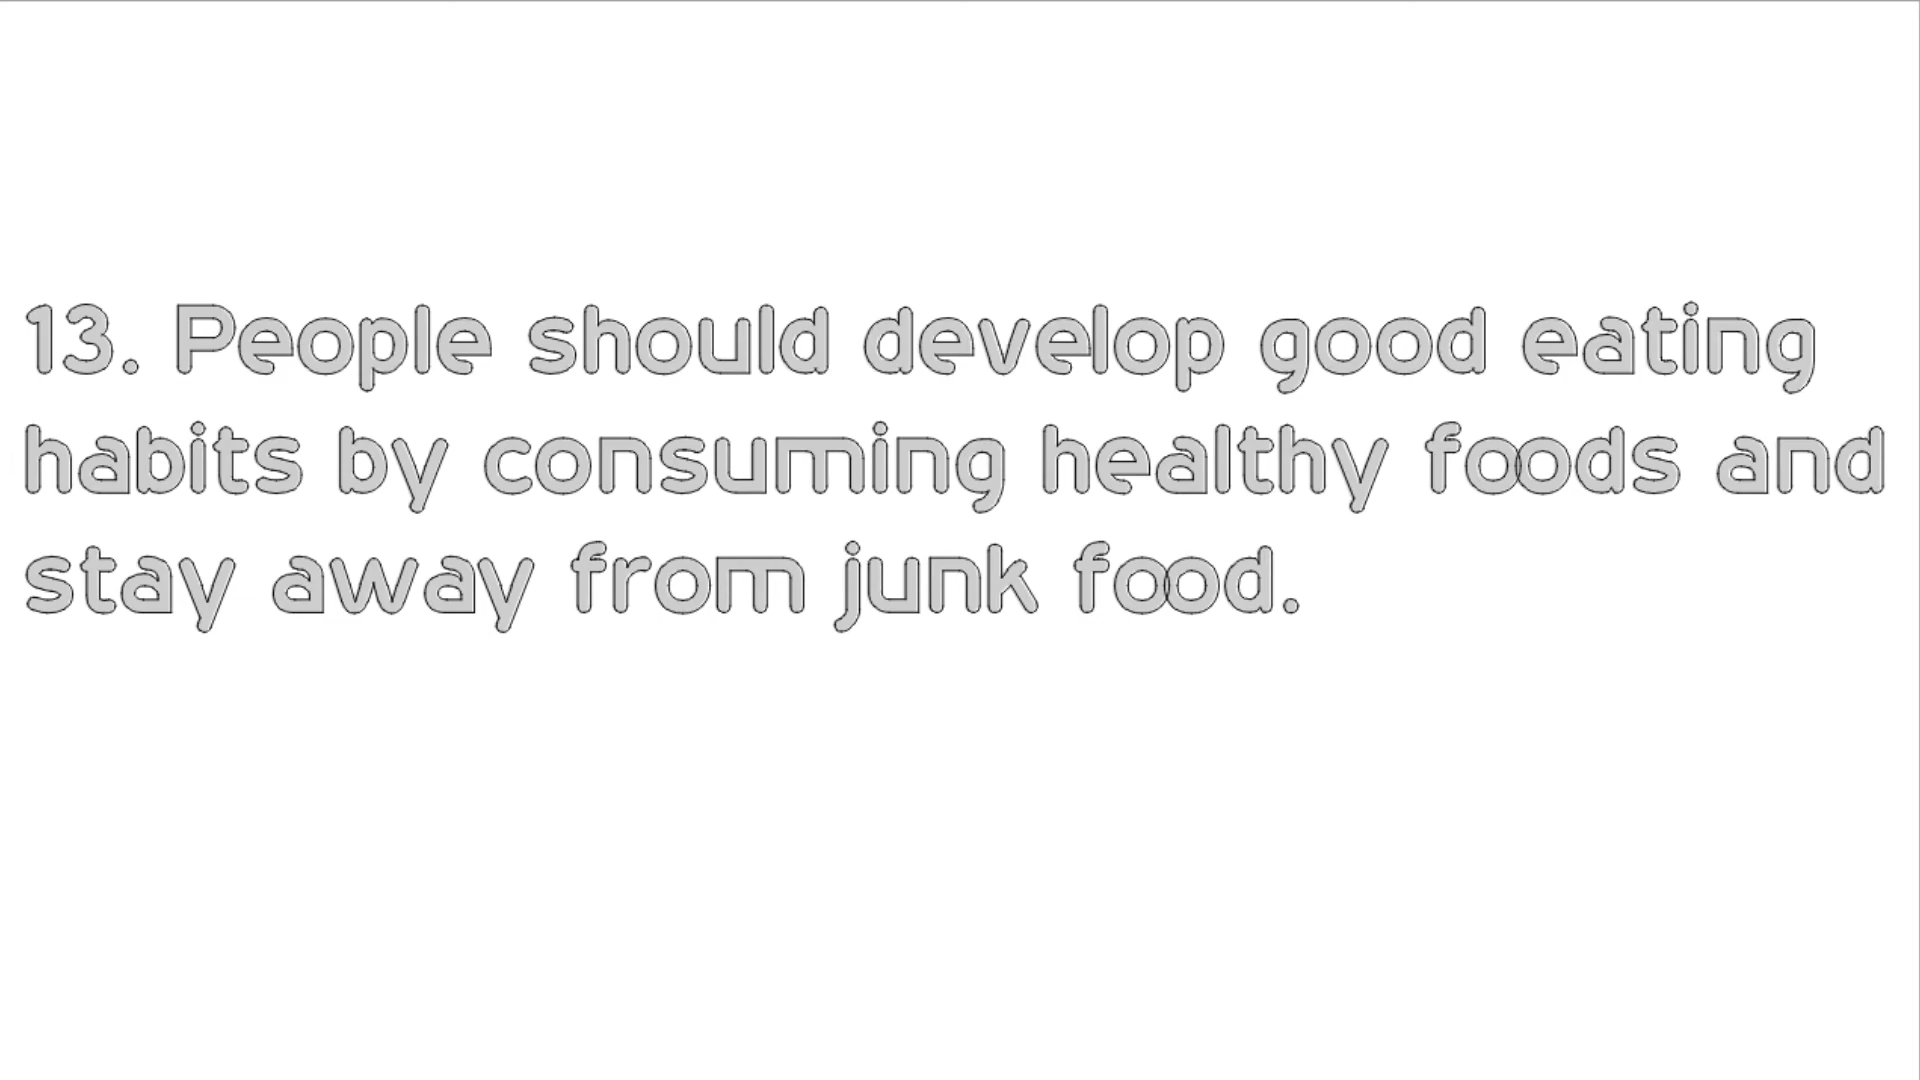 13. People should develop good eating
habits by consuming healthy foods and
stay away from junk food.